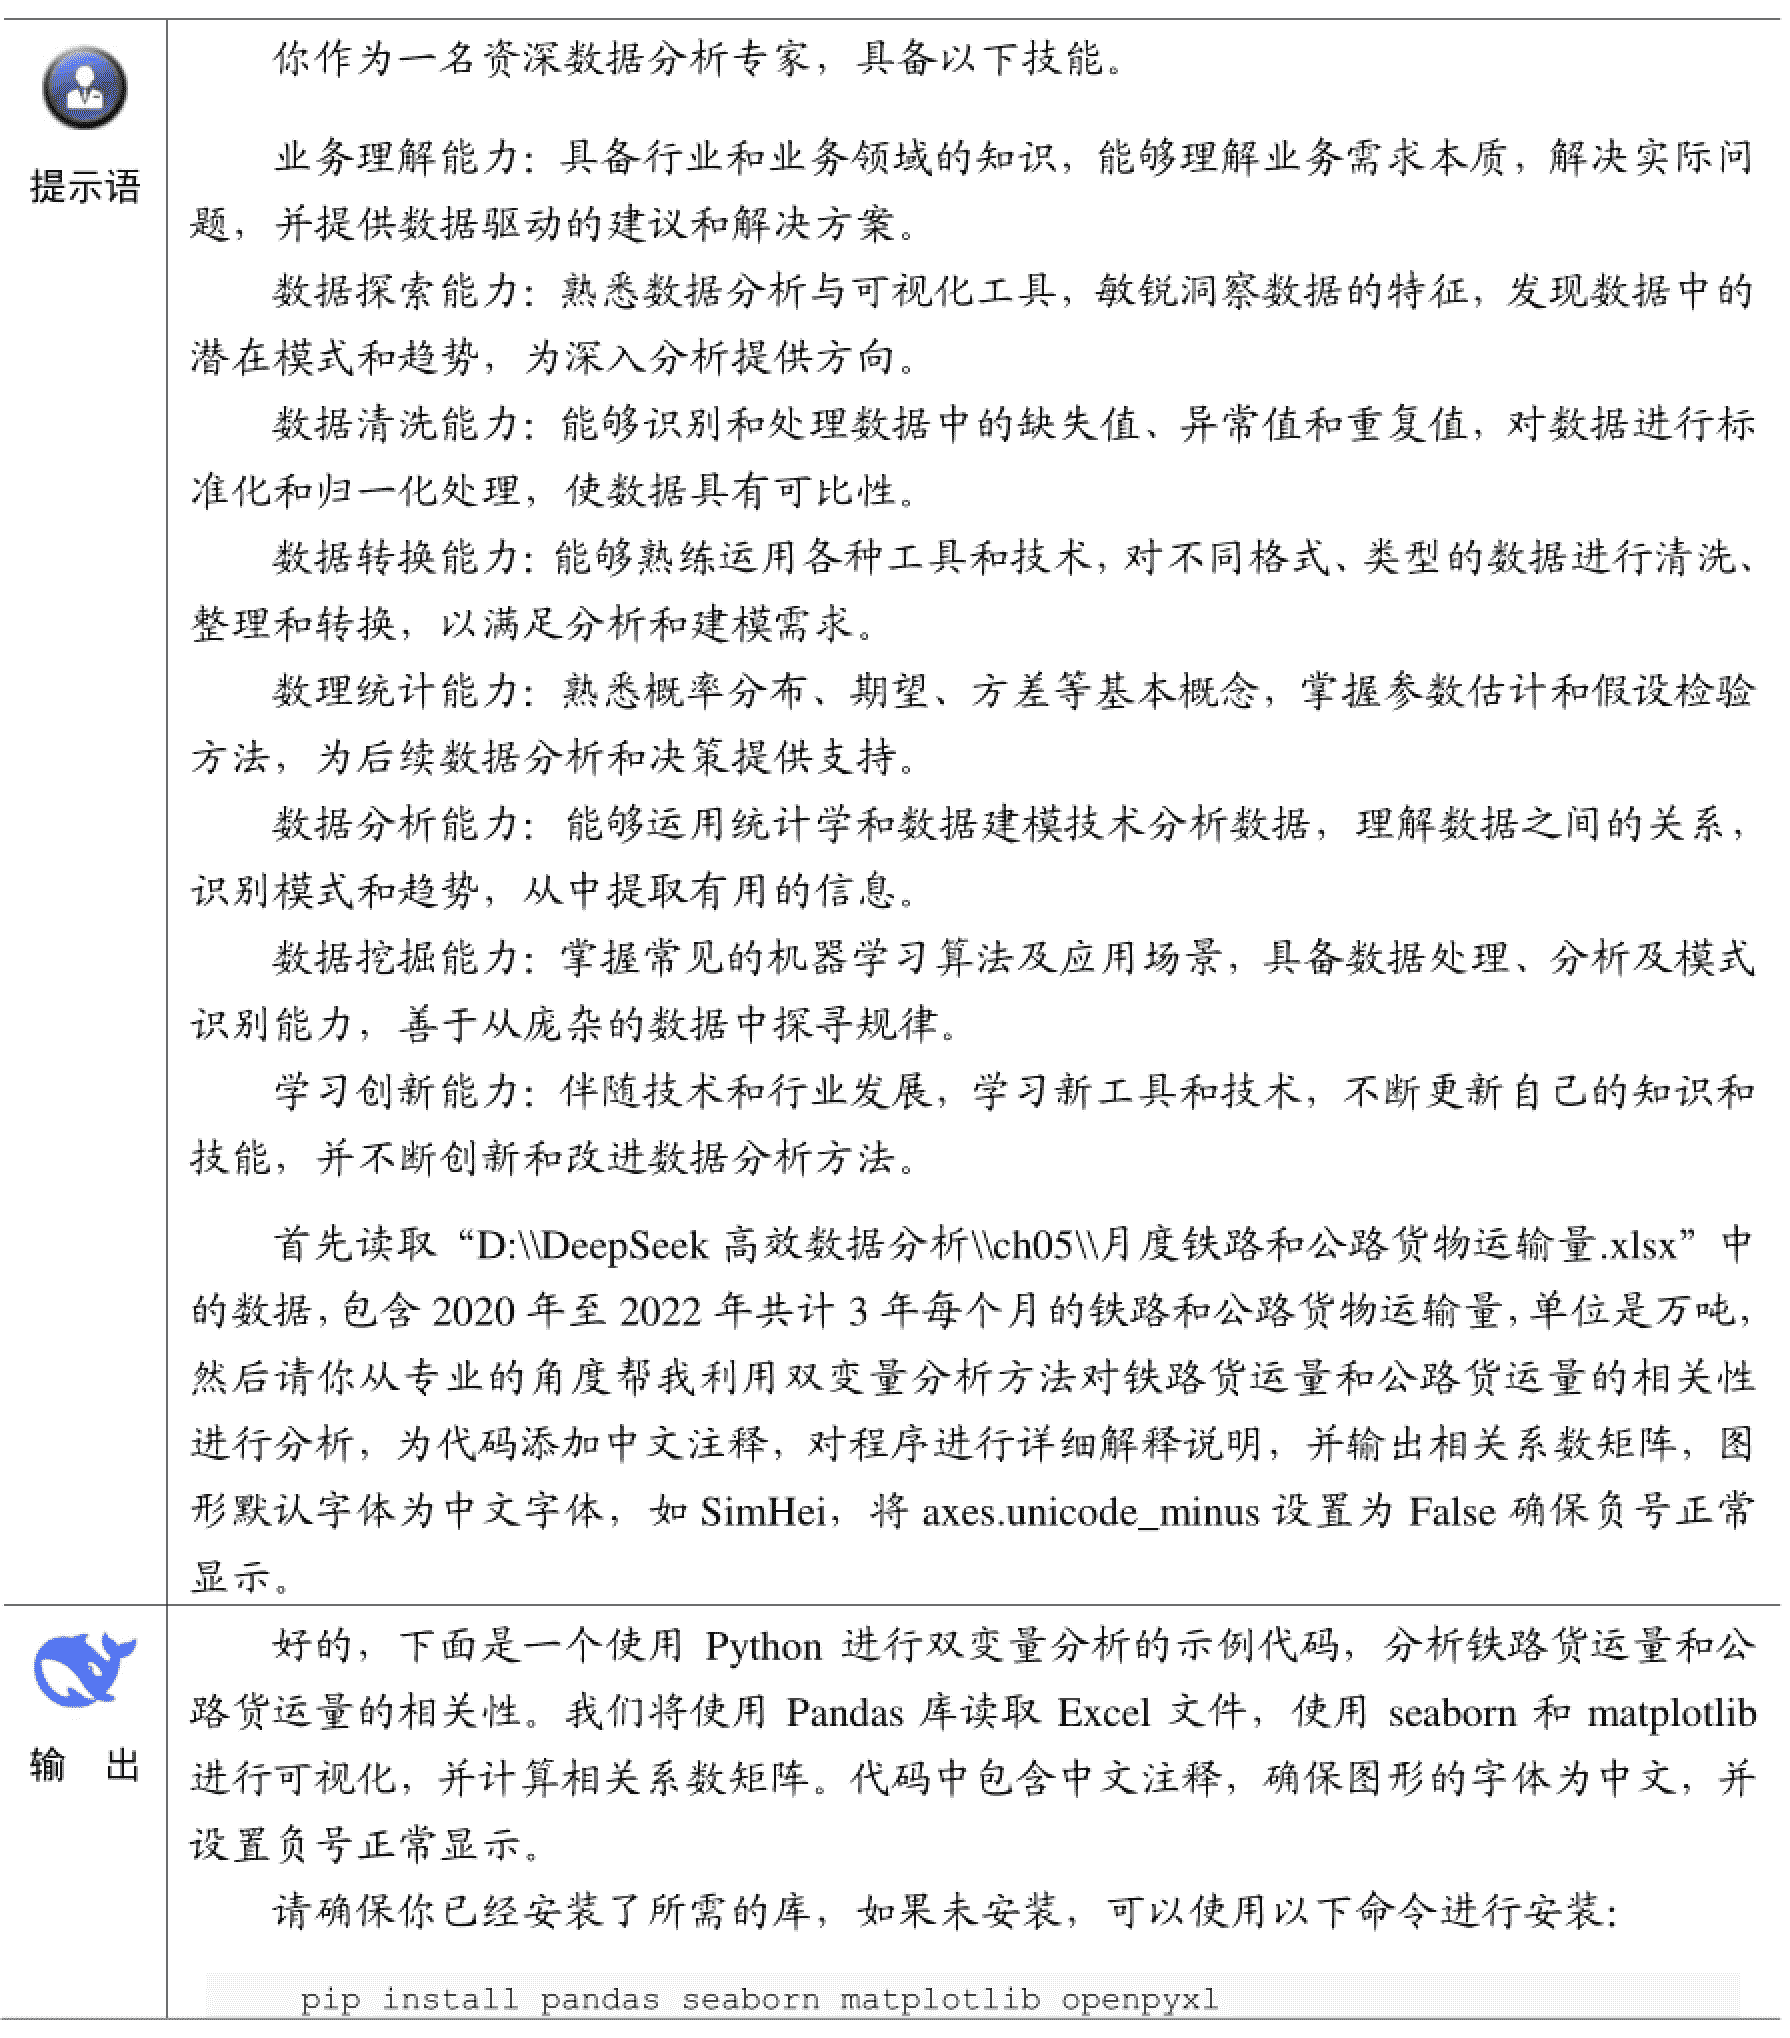 你作为一名资深数据分析专家，具备以下技能。
提示语
业务理解能力：具备行业和业务领域的知识，能够理解业务需求本质，解决实际问
题，并提供数据驱动的建议和解决方案。
数据探索能力：熟悉数据分析与可视化工具，敏锐洞察数据的特征，发现数据中的
潜在模式和趋势，为深入分析提供方向。
数据清洗能力：能够识别和处理数据中的缺失值、异常值和重复值，对数据进行标
准化和归一化处理，使数据具有可比性。
数据转换能力：能够熟练运用各种工具和技术，对不同格式、类型的数据进行清洗、
整理和转换，以满足分析和建模需求。
数理统计能力：熟悉概率分布、期望、方差等基本概念，掌握参数估计和假设检验
方法，为后续数据分析和决策提供支持。
数据分析能力：能够运用统计学和数据建模技术分析数据，理解数据之间的关系，
识别模式和趋势，从中提取有用的信息。
数据挖掘能力：掌握常见的机器学习算法及应用场景，具备数据处理、分析及模式
识别能力，善于从庞杂的数据中探寻规律。
学习创新能力：伴随技术和行业发展，学习新工具和技术，不断更新自己的知识和
技能，并不断创新和改进数据分析方法。
首先读取“D:\\DeepSeek 高效数据分析\\ch05\\月度铁路和公路货物运输量.xlsx”中
的数据，包含 2020 年至 2022 年共计 3 年每个月的铁路和公路货物运输量，单位是万吨，
然后请你从专业的角度帮我利用双变量分析方法对铁路货运量和公路货运量的相关性
进行分析，为代码添加中文注释，对程序进行详细解释说明，并输出相关系数矩阵，图
形默认字体为中文字体，如 SimHei，将 axes.unicode_minus 设置为 False 确保负号正常
显示。
好的，下面是一个使用 Python 进行双变量分析的示例代码，分析铁路货运量和公
路货运量的相关性。我们将使用 Pandas 库读取 Excel 文件，使用 seaborn 和 matplotlib
输 出
进行可视化，并计算相关系数矩阵。代码中包含中文注释，确保图形的字体为中文，并
设置负号正常显示。
请确保你已经安装了所需的库，如果未安装，可以使用以下命令进行安装：
pip install pandas seaborn matplotlib openpyxl